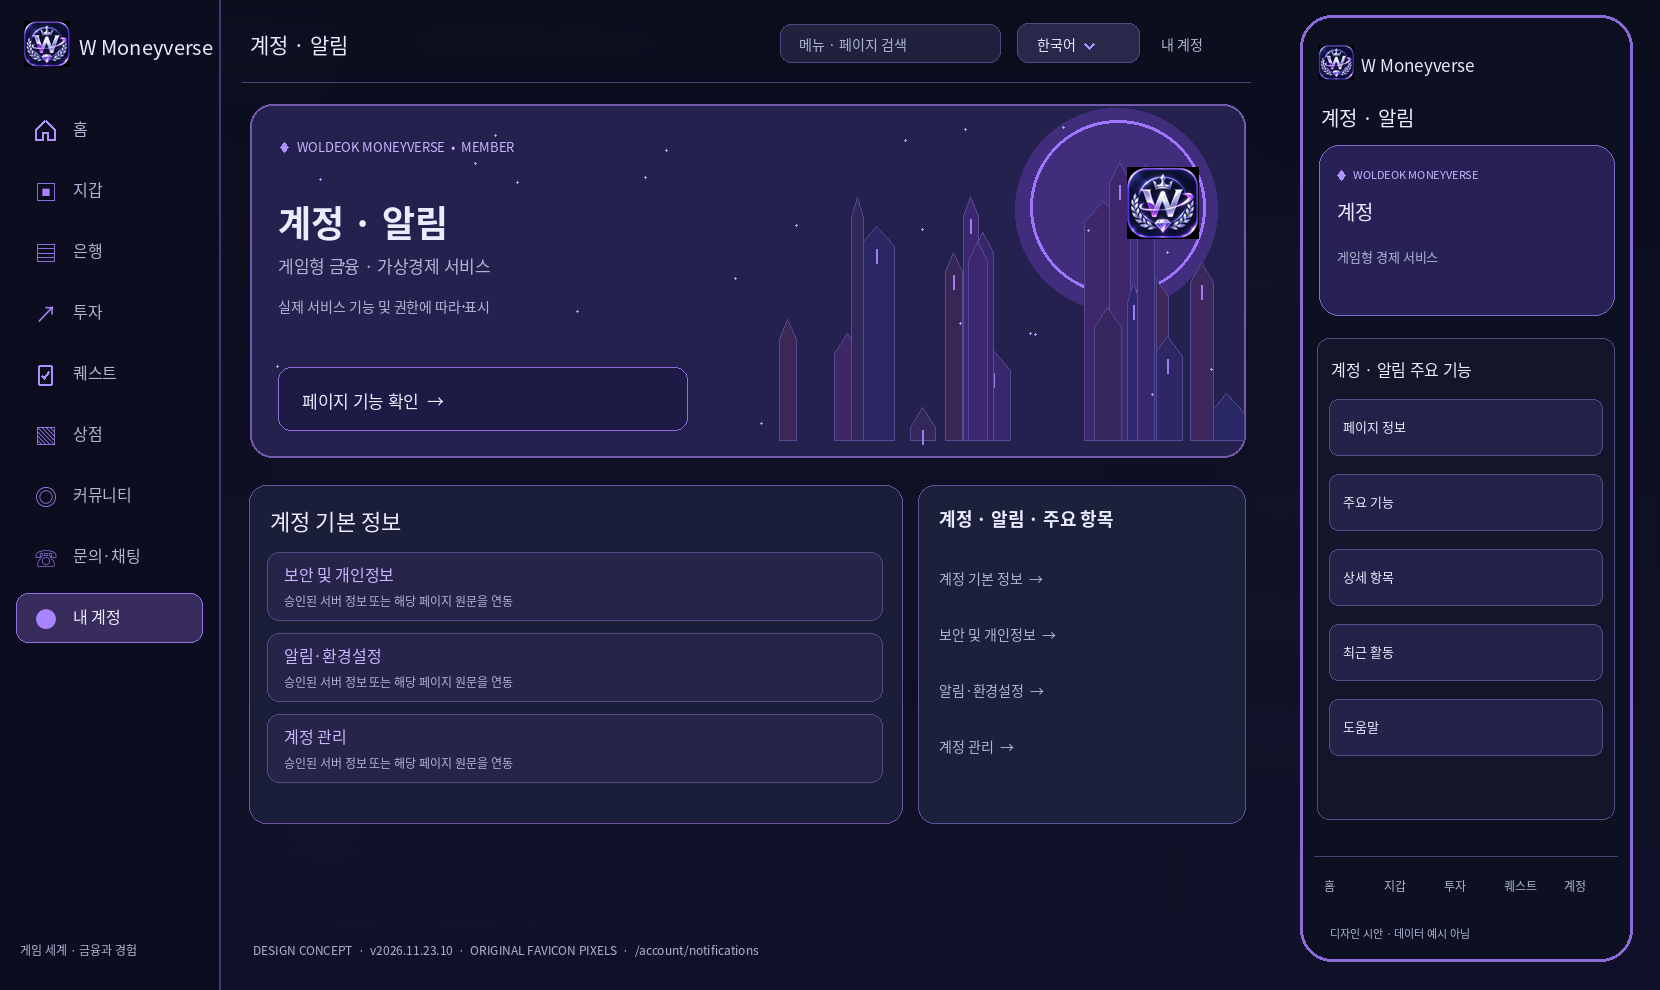 W Moneyverse
홈
지갑
은행
투자
퀘스트
상점
커뮤니티
문의·채팅
내 계정
게임 세계 · 금융과 경험
계정 · 알림
메뉴 · 페이지 검색
한국어
내 계정
WOLDEOK MONEYVERSE • MEMBER
계정 · 알림
게임형 금융 · 가상경제 서비스
실제 서비스 기능 및 권한에 따라 표시
페이지 기능 확인 →
계정 기본 정보
보안 및 개인정보
승인된 서버 정보 또는 해당 페이지 원문을 연동
알림·환경설정
승인된 서버 정보 또는 해당 페이지 원문을 연동
계정 관리
승인된 서버 정보 또는 해당 페이지 원문을 연동
계정 · 알림 · 주요 항목
계정 기본 정보 →
보안 및 개인정보 →
알림·환경설정 →
계정 관리 →
DESIGN CONCEPT · v2026.11.23.10 · ORIGINAL FAVICON PIXELS · /account/notifications
W Moneyverse
계정 · 알림
WOLDEOK MONEYVERSE
계정
게임형 경제 서비스
계정 · 알림 주요 기능
페이지 정보
주요 기능
상세 항목
최근 활동
도움말
홈 지갑 투자 퀘스트 계정
디자인 시안 · 데이터 예시 아님